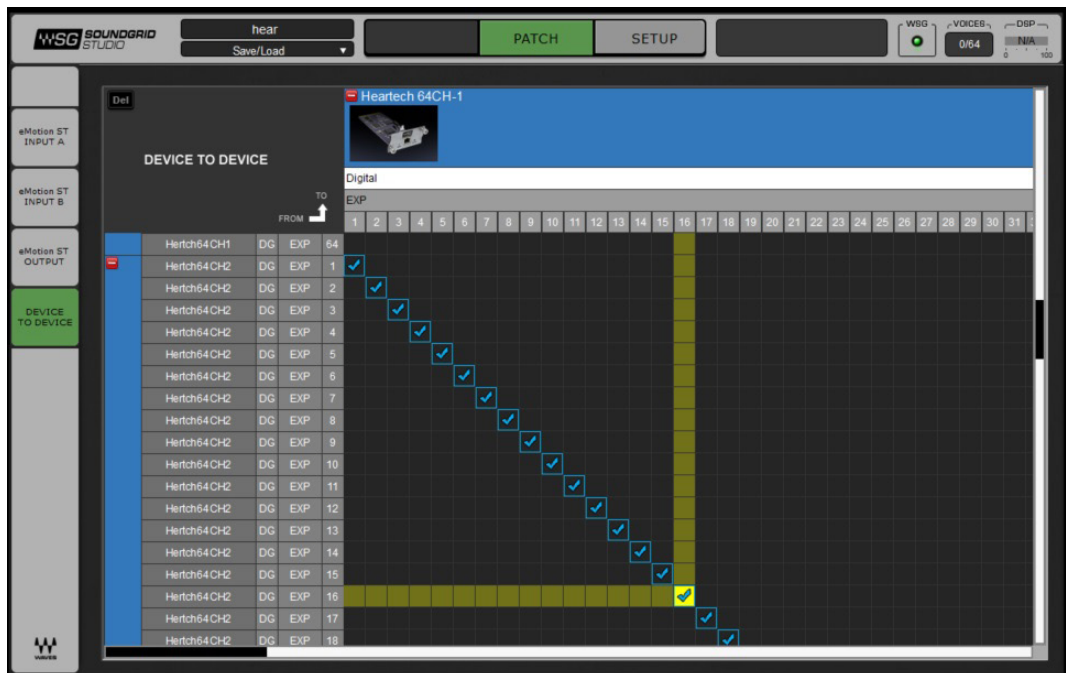 WSG SOUNDGRID STUDIO
hear
Save/Load
PATCH
SETUP
WSG
VOICES
0/64
DSP
N/A
0 100
eMotion ST INPUT A
eMotion ST INPUT B
eMotion ST OUTPUT
DEVICE TO DEVICE
WAVES
Del
DEVICE TO DEVICE
TO
FROM
Heartech 64CH-1
Digital
EXP
1 2 3 4 5 6 7 8 9 10 11 12 13 14 15 16 17 18 19 20 21 22 23 24 25 26 27 28 29 30 31
Hertch64CH1 DG EXP 64
Hertch64CH2 DG EXP 1
Hertch64CH2 DG EXP 2
Hertch64CH2 DG EXP 3
Hertch64CH2 DG EXP 4
Hertch64CH2 DG EXP 5
Hertch64CH2 DG EXP 6
Hertch64CH2 DG EXP 7
Hertch64CH2 DG EXP 8
Hertch64CH2 DG EXP 9
Hertch64CH2 DG EXP 10
Hertch64CH2 DG EXP 11
Hertch64CH2 DG EXP 12
Hertch64CH2 DG EXP 13
Hertch64CH2 DG EXP 14
Hertch64CH2 DG EXP 15
Hertch64CH2 DG EXP 16
Hertch64CH2 DG EXP 17
Hertch64CH2 DG EXP 18